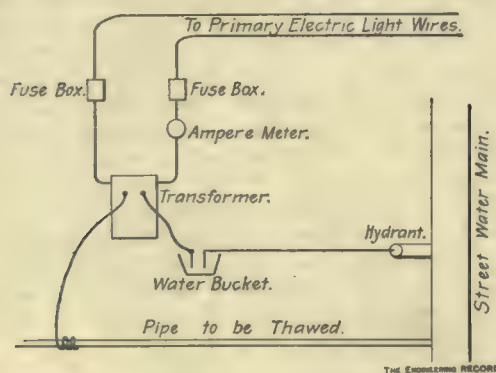 To Primary Electric Light Wires.
Fuse Box.
Fuse Box.
Ampere Meter.
Transformer.
Hydrant.
Water Bucket.
Street Water Main.
Pipe to be Thawed.
THE ENGINEERING RECORD